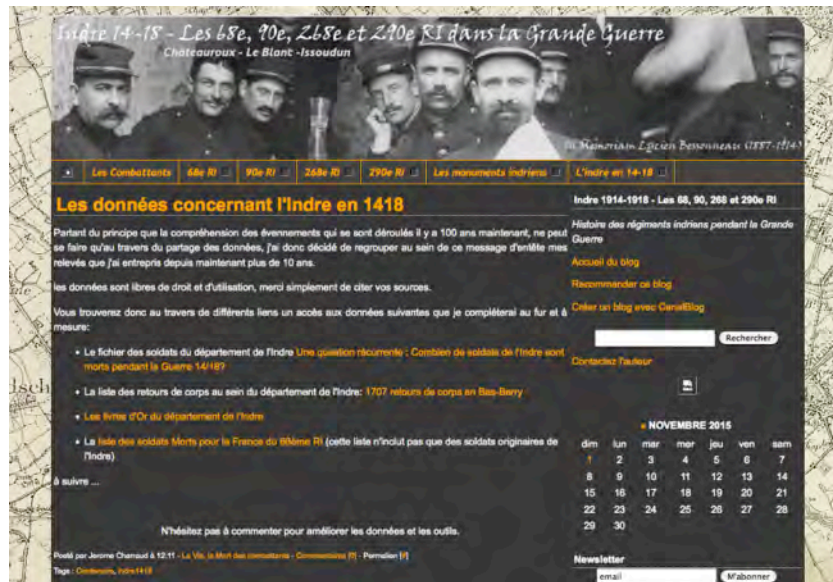 Indre 14-18 - Les 68e, 90e, 268e et 290e RI dans la Grande Guerre
Châteauroux - Le Blanc -Issoudun
In Memoriam Lucien Bessonneau (1887-1914)
Les Combattants 68e RI 90e RI 268e RI 290e RI Les monuments indriens L'Indre en 14-18
Les données concernant l'Indre en 1418
Partant du principe que la compréhension des évennements qui se sont déroulés il y a 100 ans maintenant, ne peut
se faire qu'au travers du partage des données, j'ai donc décidé de regrouper au sein de ce message d'entête mes
relevés que j'ai entrepris depuis maintenant plus de 10 ans.
les données sont libres de droit et d'utilisation, merci simplement de citer vos sources.
Vous trouverez donc au travers de différents liens un accès aux données suivantes que je compléterai au fur et à
mesure:
• Le fichier des soldats du département de l'Indre Une question récurrente : Combien de soldats de l'Indre sont
morts pendant la Guerre 14/18?
• La liste des retours de corps au sein du département de l'Indre: 1707 retours de corps en Bas-Berry
• Les livres d'Or du département de l'Indre
• La liste des soldats Morts pour la France du 68ème RI (cette liste n'inclut pas que des soldats originaires de
l'Indre)
à suivre ...
N'hésitez pas à commenter pour améliorer les données et les outils.
Posté par Jerome Charraud à 12:11 - La Vie, la Mort des combattants - Commentaires [0] - Permalien [#]
Tags : Centenaire, Indre1418
Indre 1914-1918 - Les 68, 90, 268 et 290e RI
Histoire des régiments indriens pendant la Grande
Guerre
Accueil du blog
Recommander ce blog
Créer un blog avec CanalBlog
Rechercher
Contactez l'auteur
« NOVEMBRE 2015
dim lun mar mer jeu ven sam
1 2 3 4 5 6 7
8 9 10 11 12 13 14
15 16 17 18 19 20 21
22 23 24 25 26 27 28
29 30
Newsletter
email M'abonner